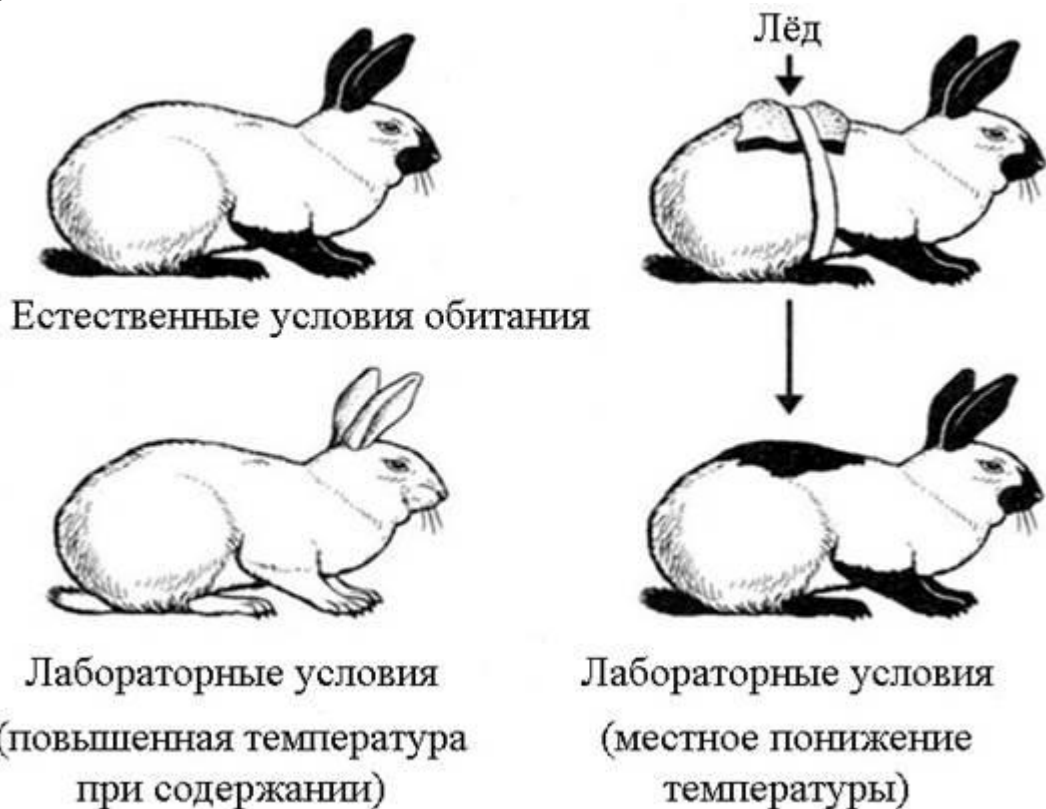 Лёд
Естественные условия обитания
Лабораторные условия
(повышенная температура
при содержании)
Лабораторные условия
(местное понижение
температуры)